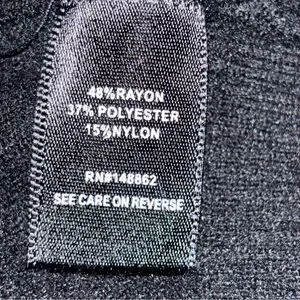 48% RAYON
37% POLYESTER
15% NYLON
RN#148862
SEE CARE ON REVERSE